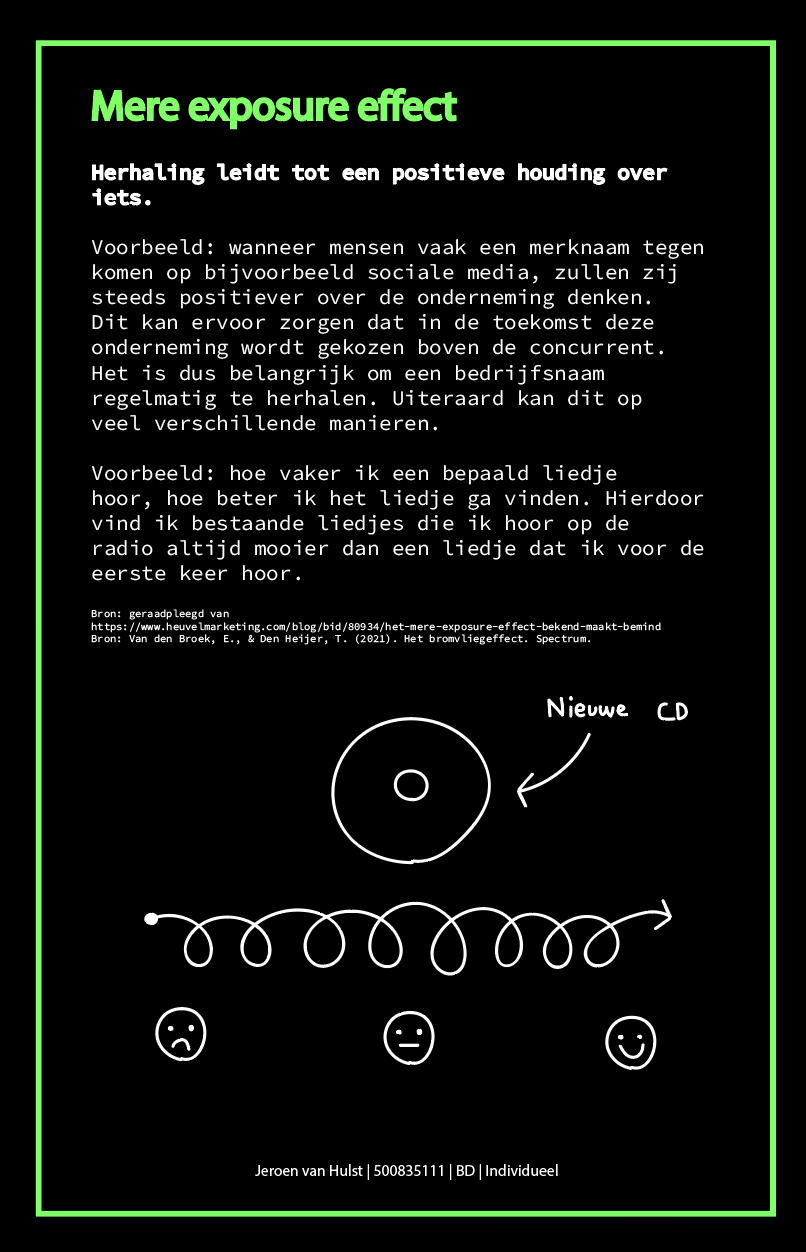 Mere exposure effect
Herhaling leidt tot een positieve houding over
iets.
Voorbeeld: wanneer mensen vaak een merknaam tegen
komen op bijvoorbeeld sociale media, zullen zij
steeds positiever over de onderneming denken.
Dit kan ervoor zorgen dat in de toekomst deze
onderneming wordt gekozen boven de concurrent.
Het is dus belangrijk om een bedrijfsnaam
regelmatig te herhalen. Uiteraard kan dit op
veel verschillende manieren.
Voorbeeld: hoe vaker ik een bepaald liedje
hoor, hoe beter ik het liedje ga vinden. Hierdoor
vind ik bestaande liedjes die ik hoor op de
radio altijd mooier dan een liedje dat ik voor de
eerste keer hoor.
Bron: geraadpleegd van
https://www.heuvelmarketing.com/blog/bid/80934/het-mere-exposure-effect-bekend-maakt-bemind
Bron: Van den Broek, E., & Den Heijer, T. (2021). Het bromvliegeffect. Spectrum.
Nieuwe CD
Jeroen van Hulst | 500835111 | BD | Individueel